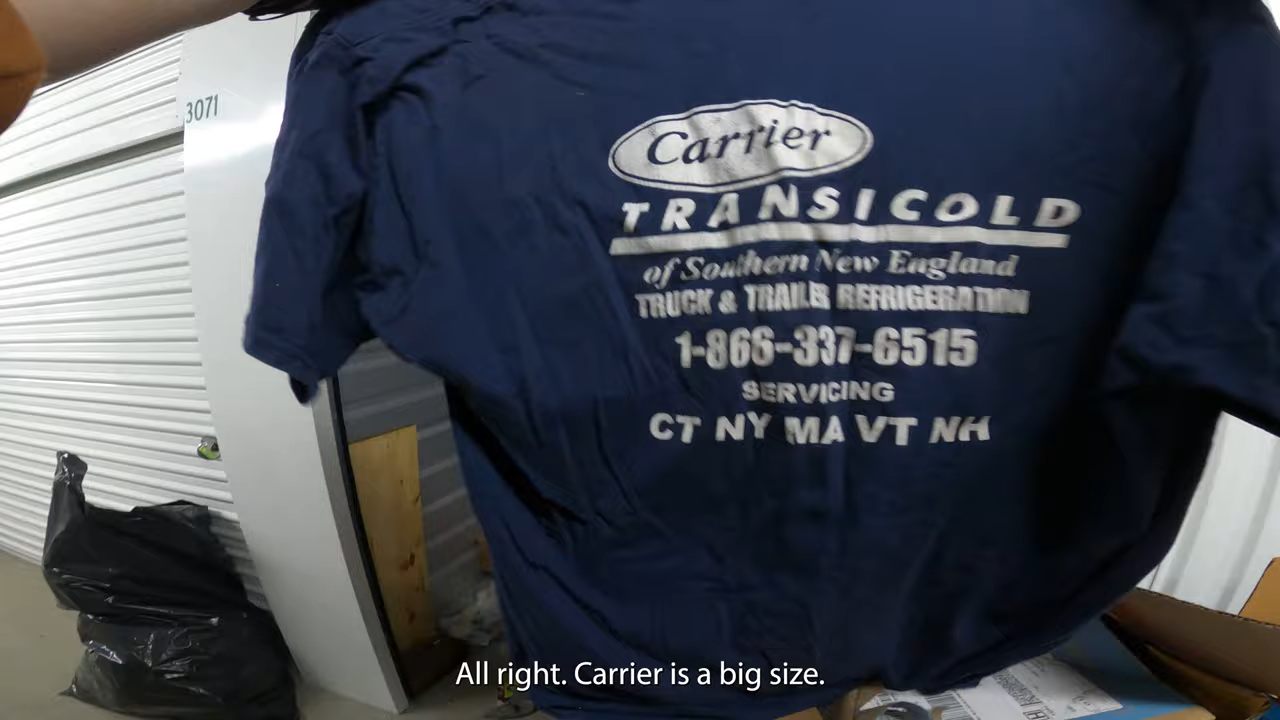 3071
Carrier
TRANSICOLD
of Southern New England
TRUCK & TRAILER REFRIGERATION
1-866-337-6515
SERVICING
CT NY MA VT NH
All right. Carrier is a big size.